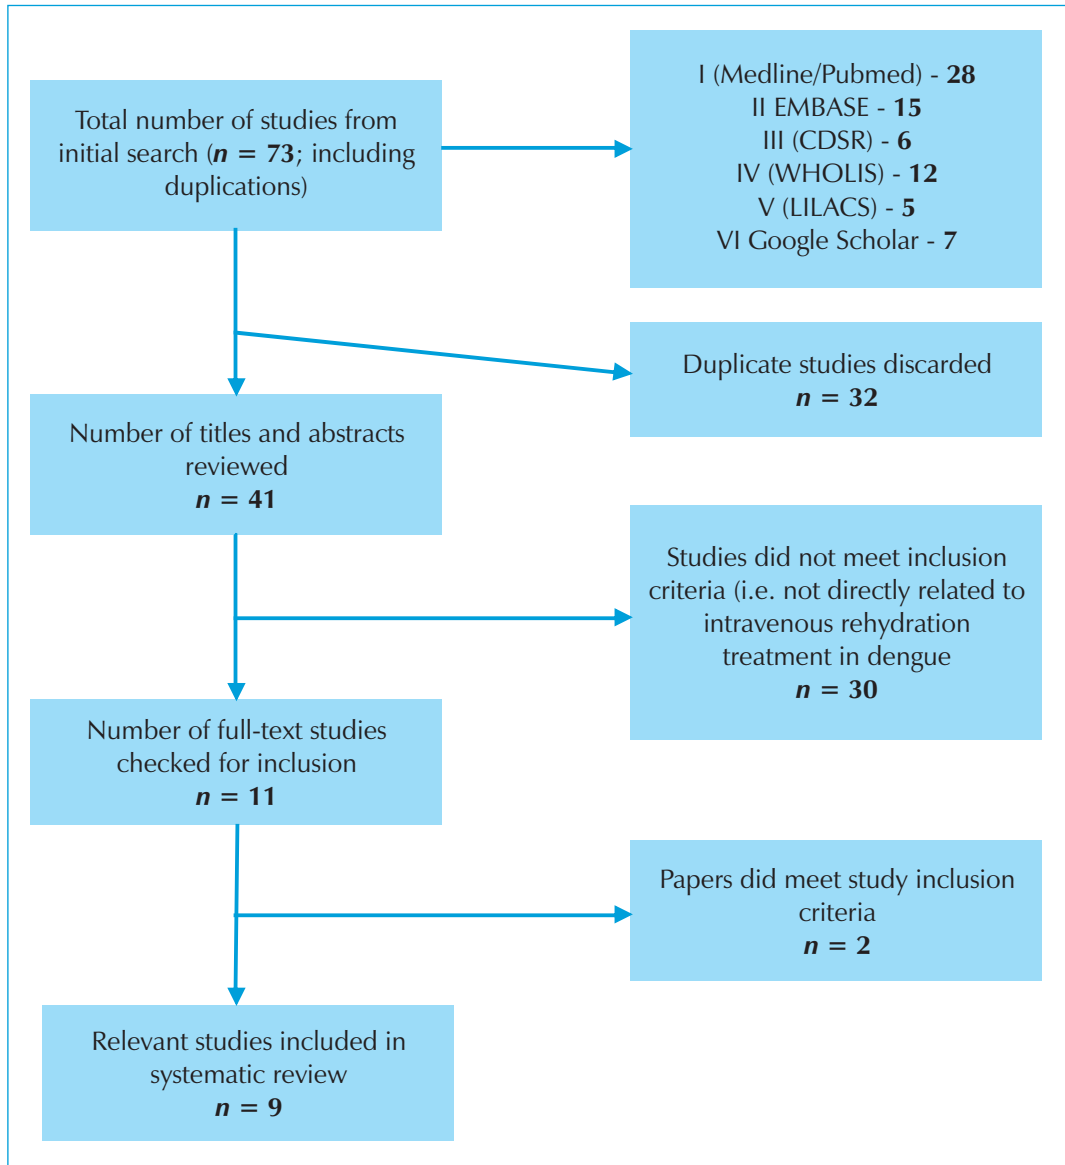 Total number of studies from
initial search (n = 73; including
duplications)
I (Medline/Pubmed) - 28
II EMBASE - 15
III (CDSR) - 6
IV (WHOLIS) - 12
V (LILACS) - 5
VI Google Scholar - 7
Duplicate studies discarded
n = 32
Number of titles and abstracts
reviewed
n = 41
Studies did not meet inclusion
criteria (i.e. not directly related to
intravenous rehydration
treatment in dengue
n = 30
Number of full-text studies
checked for inclusion
n = 11
Papers did meet study inclusion
criteria
n = 2
Relevant studies included in
systematic review
n = 9